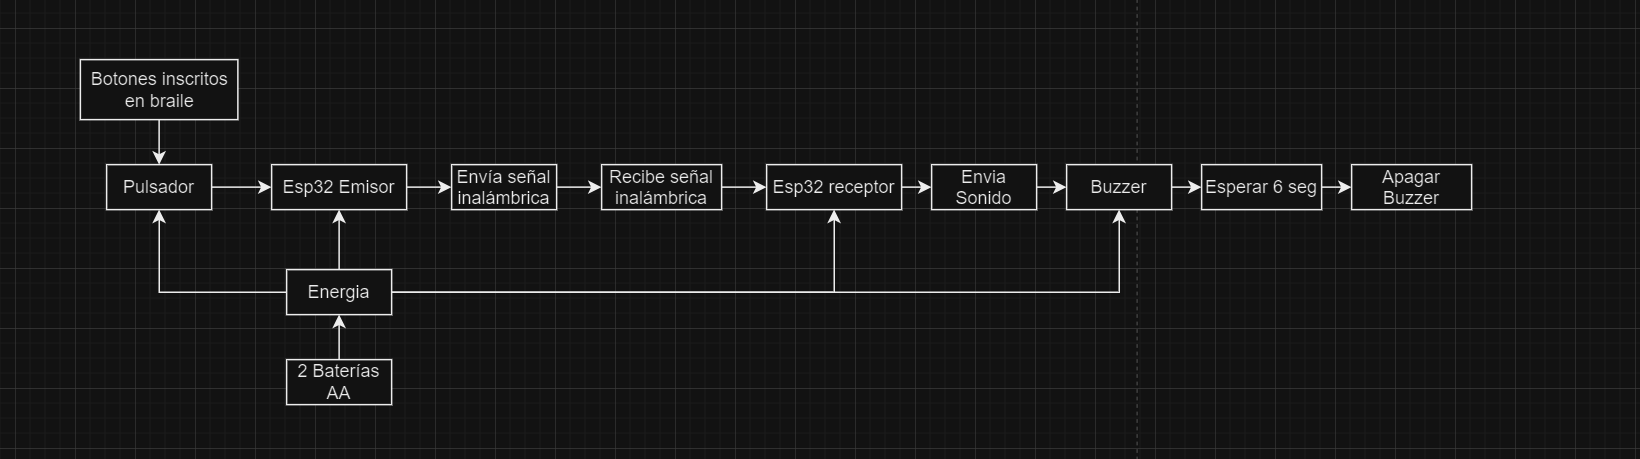 Botones inscritos
en braile
Pulsador
Esp32 Emisor
Envía señal
inalámbrica
Recibe señal
inalámbrica
Esp32 receptor
Envia
Sonido
Buzzer
Esperar 6 seg
Apagar
Buzzer
Energia
2 Baterías
AA